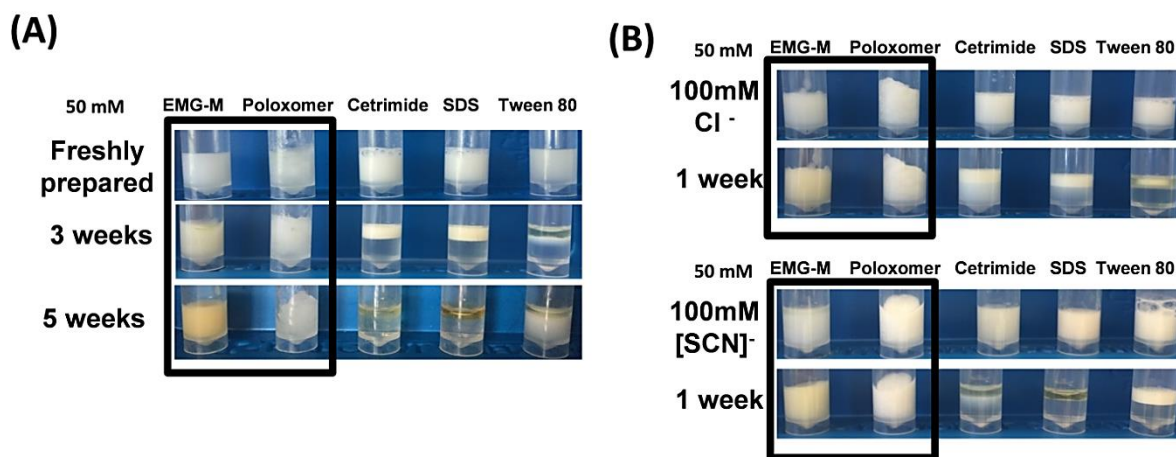 (A)
50 mM EMG-M Poloxomer Cetrimide SDS Tween 80
Freshly
prepared
3 weeks
5 weeks
(B)
50 mM EMG-M Poloxomer Cetrimide SDS Tween 80
100mM
Cl -
1 week
50 mM EMG-M Poloxomer Cetrimide SDS Tween 80
100mM
[SCN]-
1 week